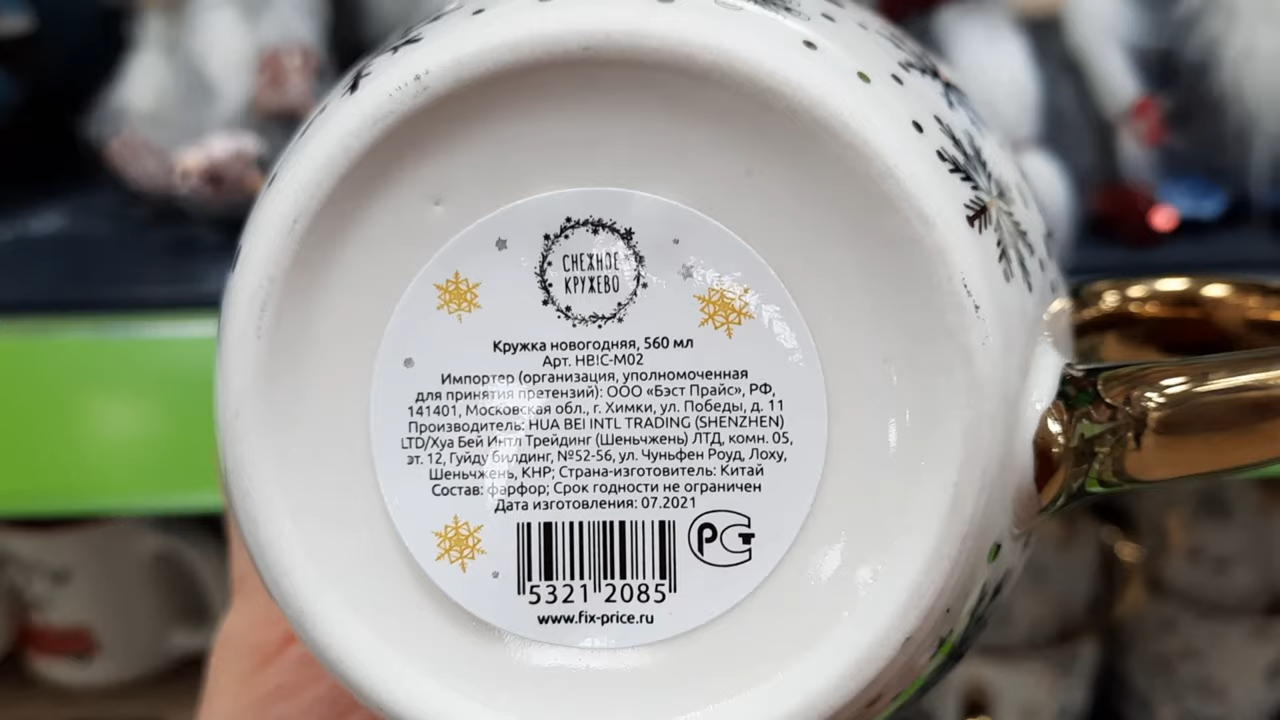 СНЕЖНОЕ
КРУЖЕВО
Кружка новогодняя, 560 мл
Арт. HB!C-M02
Импортер (организация, уполномоченная
для принятия претензий): ООО «Бэст Прайс», РФ,
141401, Московская обл., г. Химки, ул. Победы, д. 11
Производитель: HUA BEI INTL TRADING (SHENZHEN)
LTD/Хуа Бей Интл Трейдинг (Шеньчжень) ЛТД, комн. 05,
эт. 12, Гуйду билдинг, №52-56, ул. Чуньфен Роуд, Лоху,
Шеньчжень, КНР; Страна-изготовитель: Китай
Состав: фарфор; Срок годности не ограничен
Дата изготовления: 07.2021
РСТ
5321 2085
www.fix-price.ru